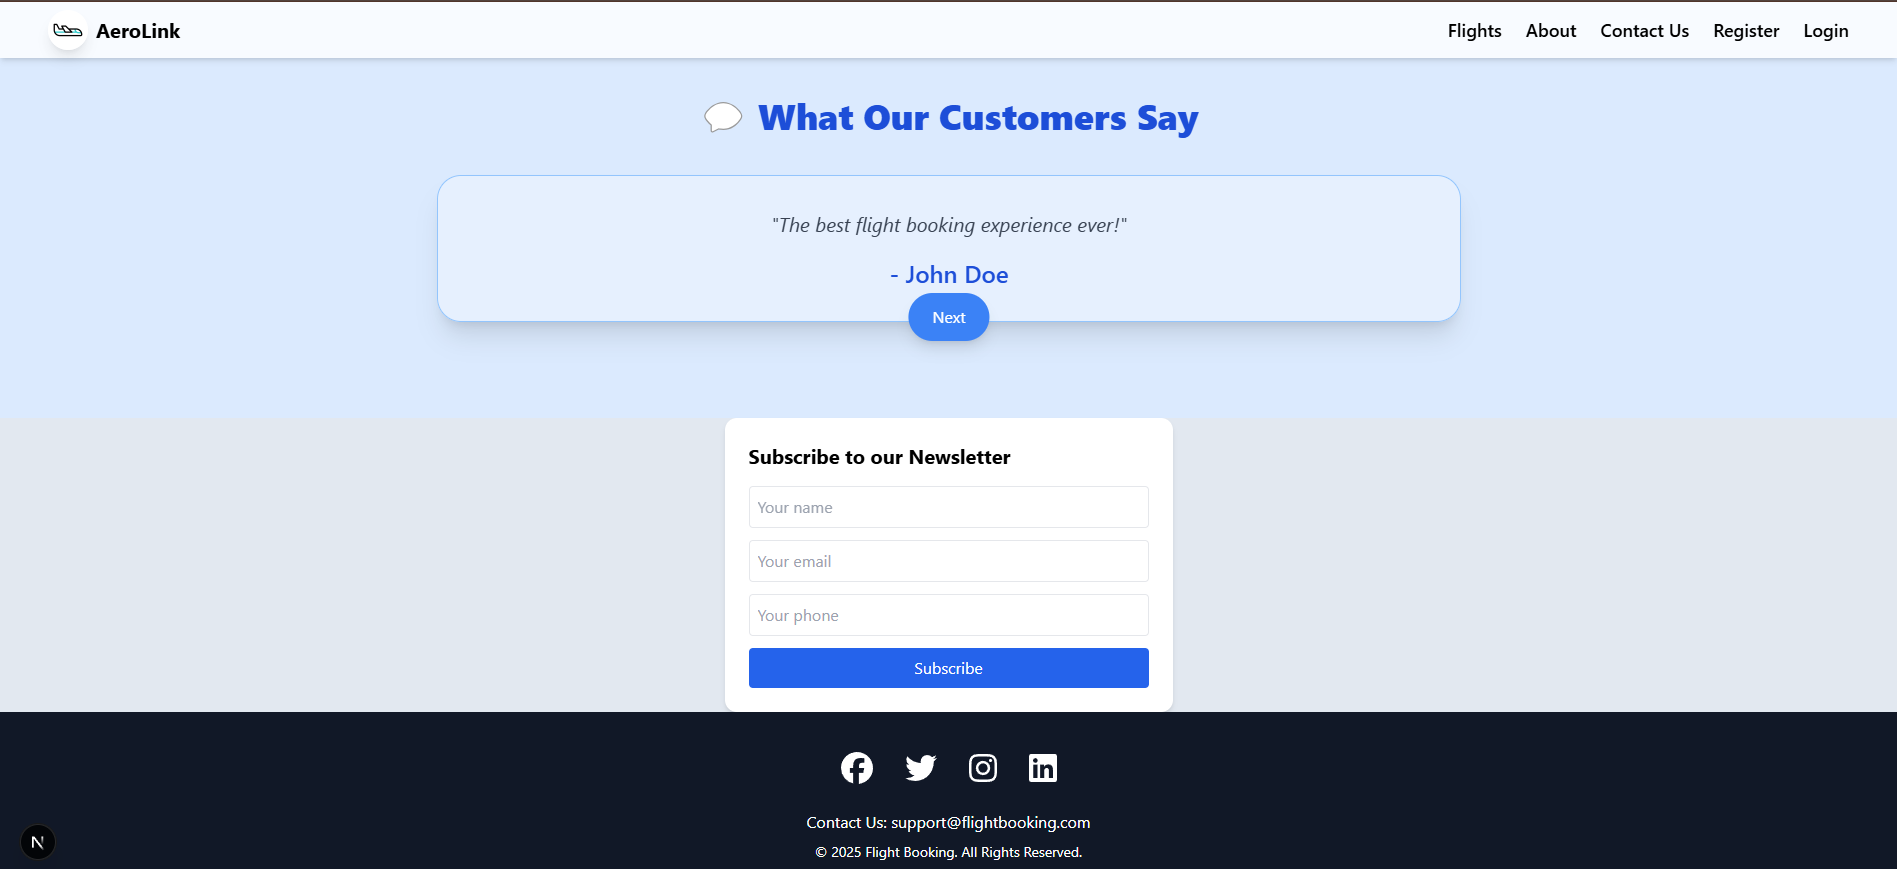 AeroLink
Flights About Contact Us Register Login
What Our Customers Say
"The best flight booking experience ever!"
- John Doe
Next
Subscribe to our Newsletter
Your name
Your email
Your phone
Subscribe
Contact Us: support@flightbooking.com
© 2025 Flight Booking. All Rights Reserved.
N